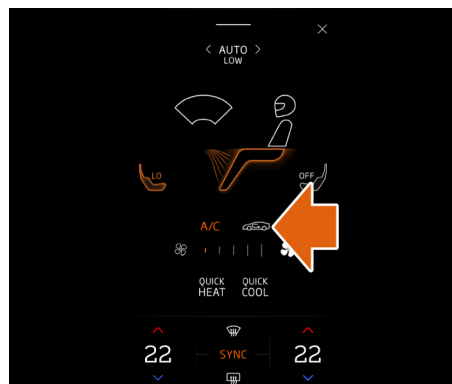 AUTO
LOW
LO
OFF
A/C
QUICK QUICK
HEAT COOL
22 SYNC 22